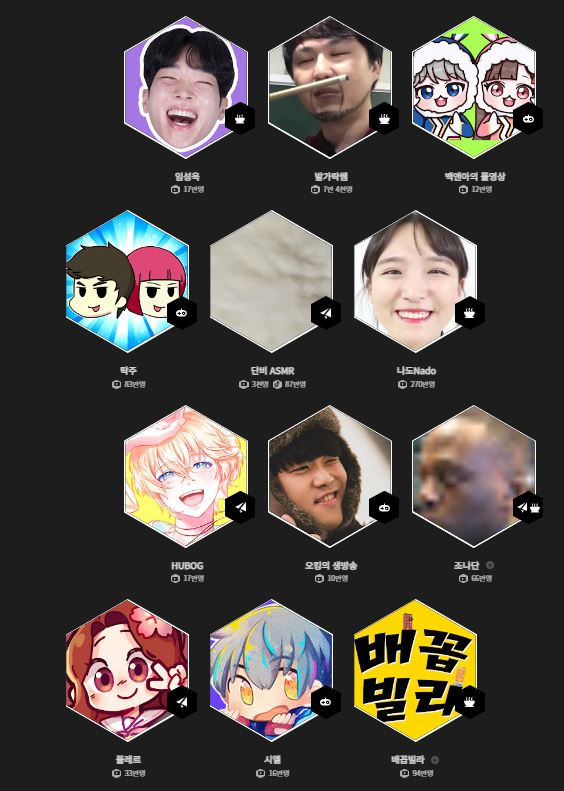 임성욱
17만명
발가락쌤
7만 4천명
백앤아의 풀영상
12만명
탁주
83만명
단비 ASMR
3천명 87만명
나도Nado
270만명
HUBOG
17만명
오킹의 생방송
10만명
조나단
66만명
플레르
33만명
시엘
16만명
배꼽
빌라
배꼽빌라
94만명